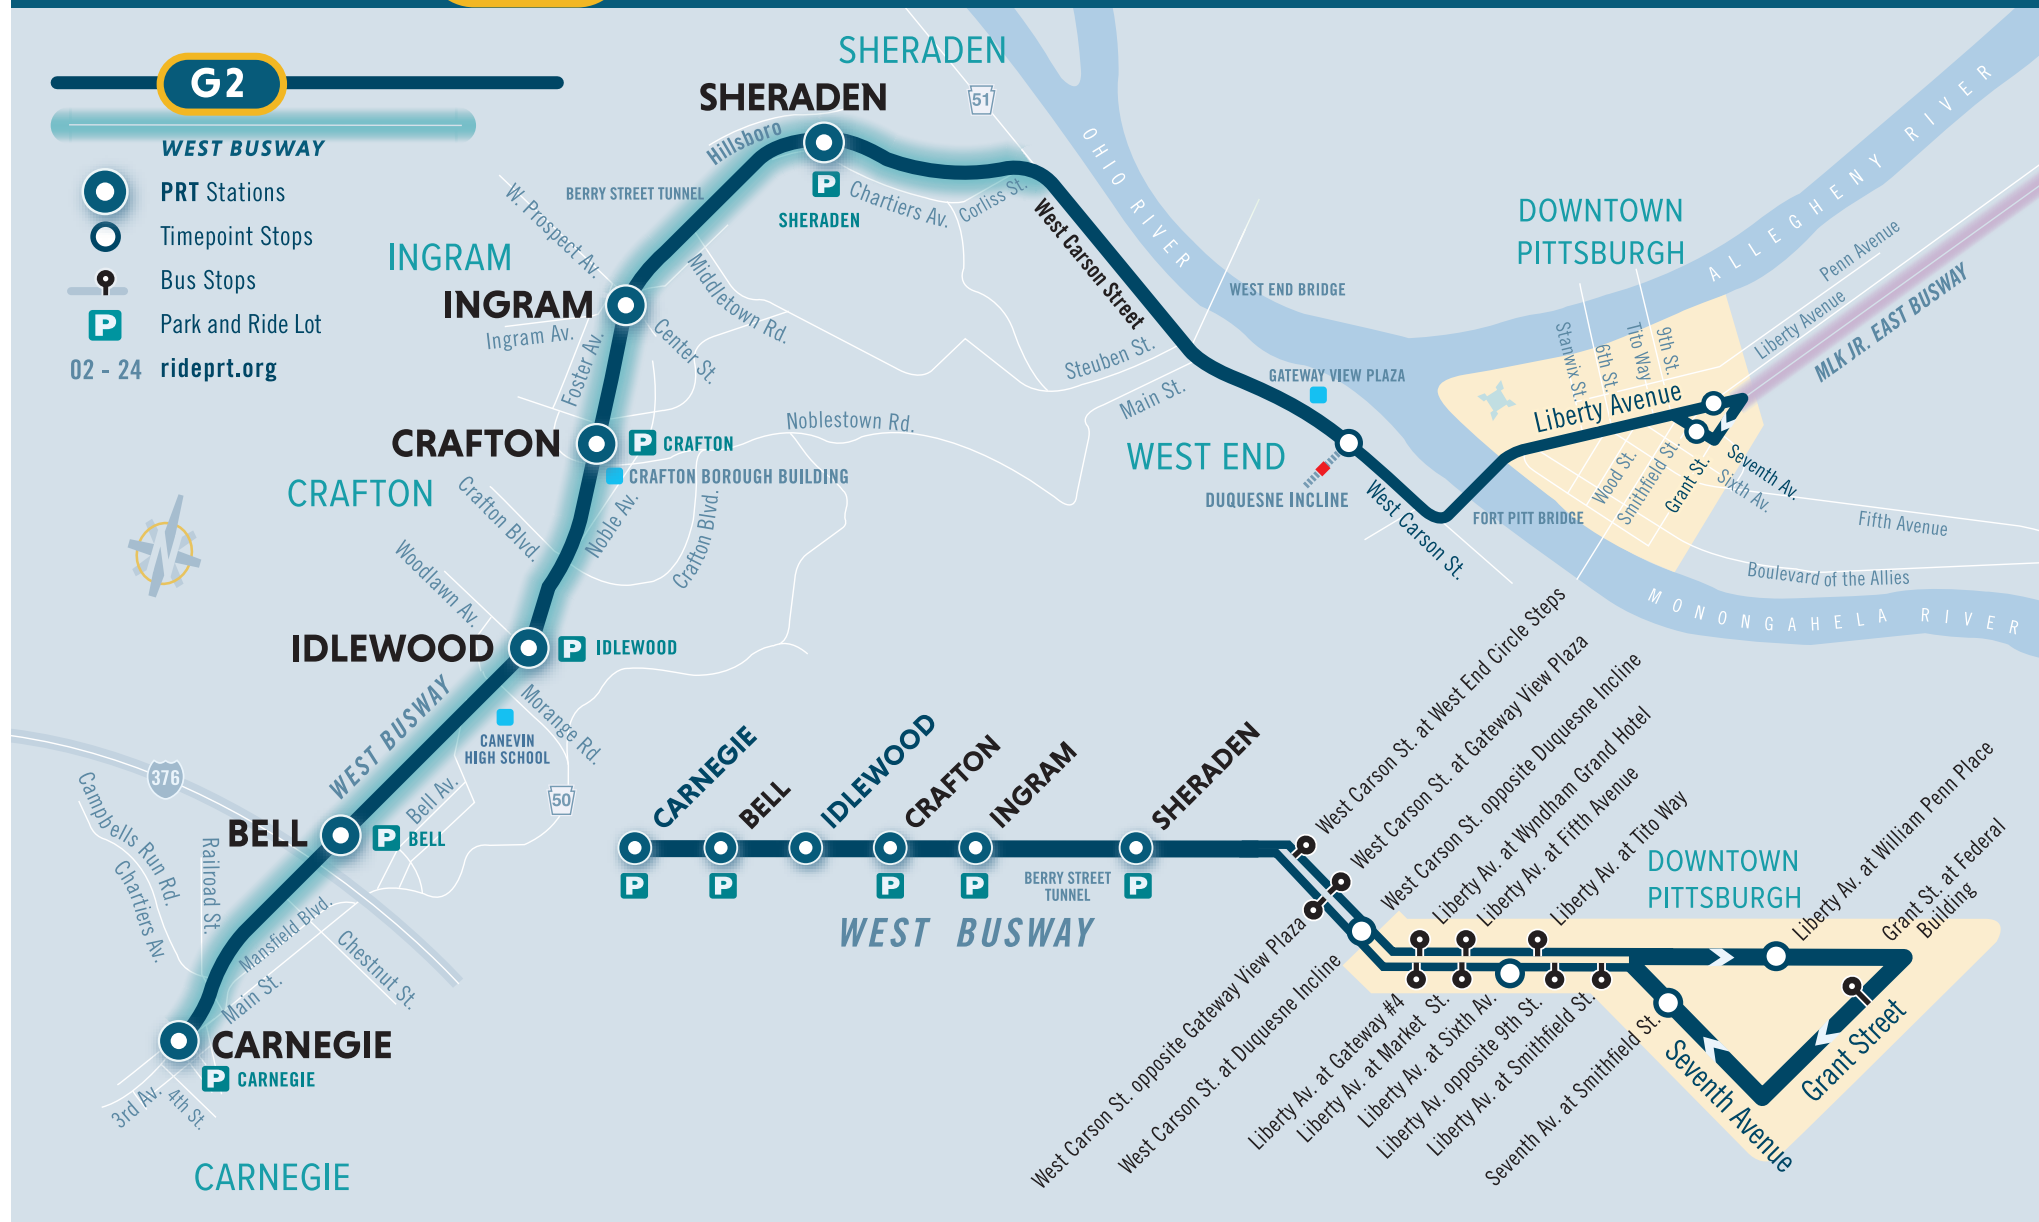 G2
WEST BUSWAY
PRT Stations
Timepoint Stops
Bus Stops
P
Park and Ride Lot
02 - 24
rideprt.org
SHERADEN
SHERADEN
51
Hillsboro
P
SHERADEN
BERRY STREET TUNNEL
Chartiers Av.
Corliss St.
W. Prospect Av.
INGRAM
INGRAM
Ingram Av.
Middletown Rd.
Center St.
Foster Av.
West Carson Street
OHIO RIVER
WEST END BRIDGE
Steuben St.
Main St.
GATEWAY VIEW PLAZA
WEST END
DUQUESNE INCLINE
West Carson St.
FORT PITT BRIDGE
DOWNTOWN
PITTSBURGH
ALLEGHENY RIVER
Penn Avenue
Liberty Avenue
MLK JR. EAST BUSWAY
Stanwix St.
6th St.
Tito Way
9th St.
Liberty Avenue
Wood St.
Smithfield St.
Grant St.
Seventh Av.
Sixth Av.
Fifth Avenue
Boulevard of the Allies
MONONGAHELA RIVER
CRAFTON
P
CRAFTON
CRAFTON BOROUGH BUILDING
CRAFTON
Noblestown Rd.
Crafton Blvd.
Noble Av.
Crafton Blvd.
Woodlawn Av.
N
IDLEWOOD
P
IDLEWOOD
Morange Rd.
WEST BUSWAY
CANEVIN
HIGH SCHOOL
50
376
Bell Av.
BELL
P
BELL
Campbells Run Rd.
Chartiers Av.
Railroad St.
Mansfield Blvd.
Main St.
Chestnut St.
CARNEGIE
P
CARNEGIE
3rd Av.
4th St.
CARNEGIE
CARNEGIE
BELL
IDLEWOOD
CRAFTON
INGRAM
SHERADEN
P
P
P
P
P
BERRY STREET
TUNNEL
WEST BUSWAY
West Carson St. at West End Circle Steps
West Carson St. at Gateway View Plaza
West Carson St. opposite Duquesne Incline
Liberty Av. at Wyndham Grand Hotel
Liberty Av. at Fifth Avenue
Liberty Av. at Tito Way
DOWNTOWN
PITTSBURGH
Liberty Av. at William Penn Place
Grant St. at Federal
Building
West Carson St. opposite Gateway View Plaza
West Carson St. at Duquesne Incline
Liberty Av. at Gateway #4
Liberty Av. at Market St.
Liberty Av. at Sixth Av.
Liberty Av. opposite 9th St.
Liberty Av. at Smithfield St.
Seventh Av. at Smithfield St.
Seventh Avenue
Grant Street